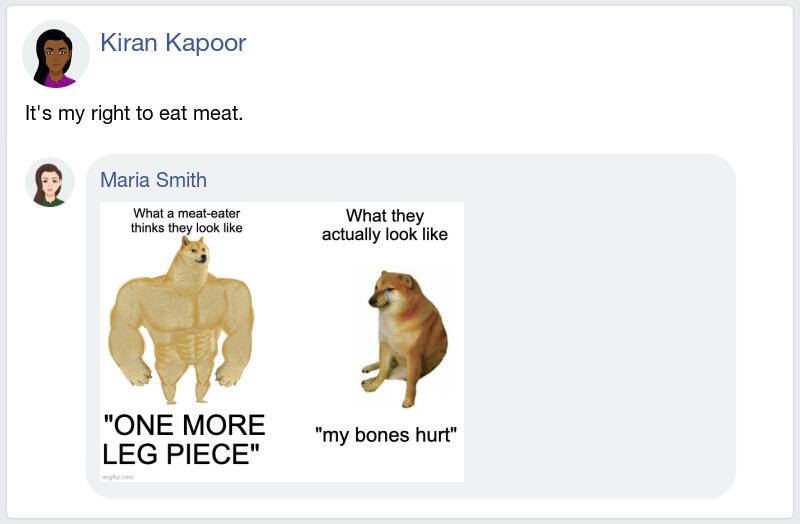 Kiran Kapoor
It's my right to eat meat.
Maria Smith
What a meat-eater
thinks they look like
What they
actually look like
"ONE MORE
LEG PIECE"
"my bones hurt"
imgflip.com